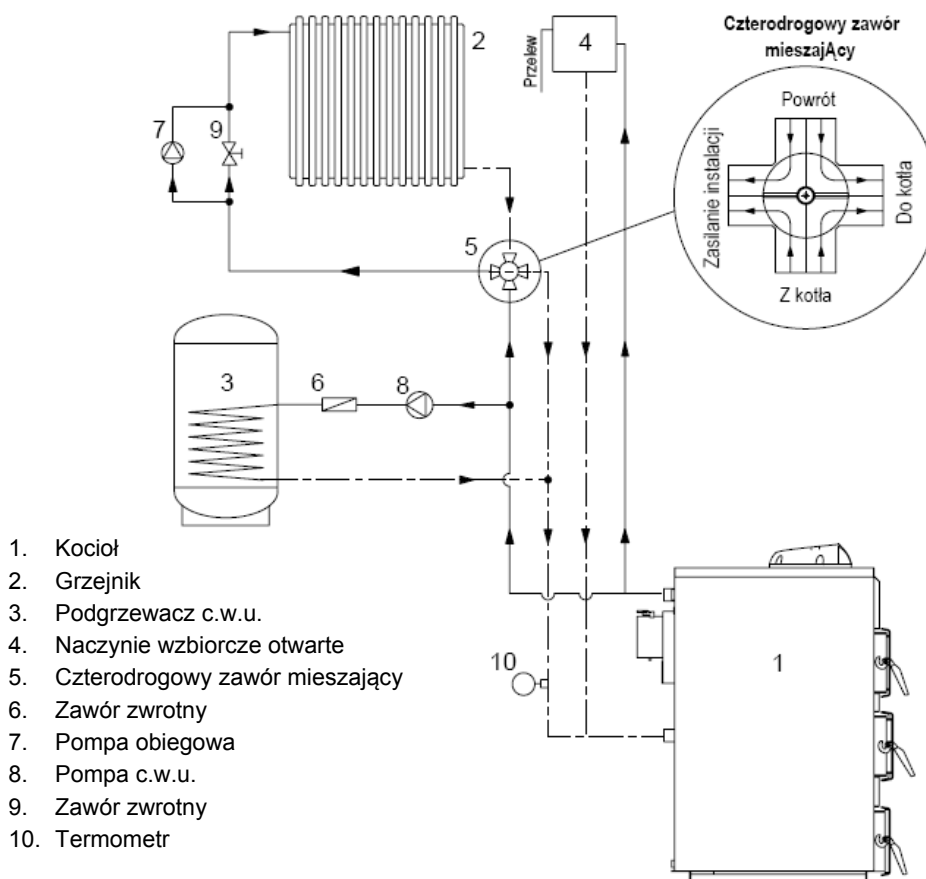 2
4
Przelew
7
9
5
3
6
8
10
1
Czterodrogowy zawór
mieszajĄcy
Powrót
Zasilanie instalacji
Do kotła
Z kotła
1. Kocioł
2. Grzejnik
3. Podgrzewacz c.w.u.
4. Naczynie wzbiorcze otwarte
5. Czterodrogowy zawór mieszający
6. Zawór zwrotny
7. Pompa obiegowa
8. Pompa c.w.u.
9. Zawór zwrotny
10. Termometr